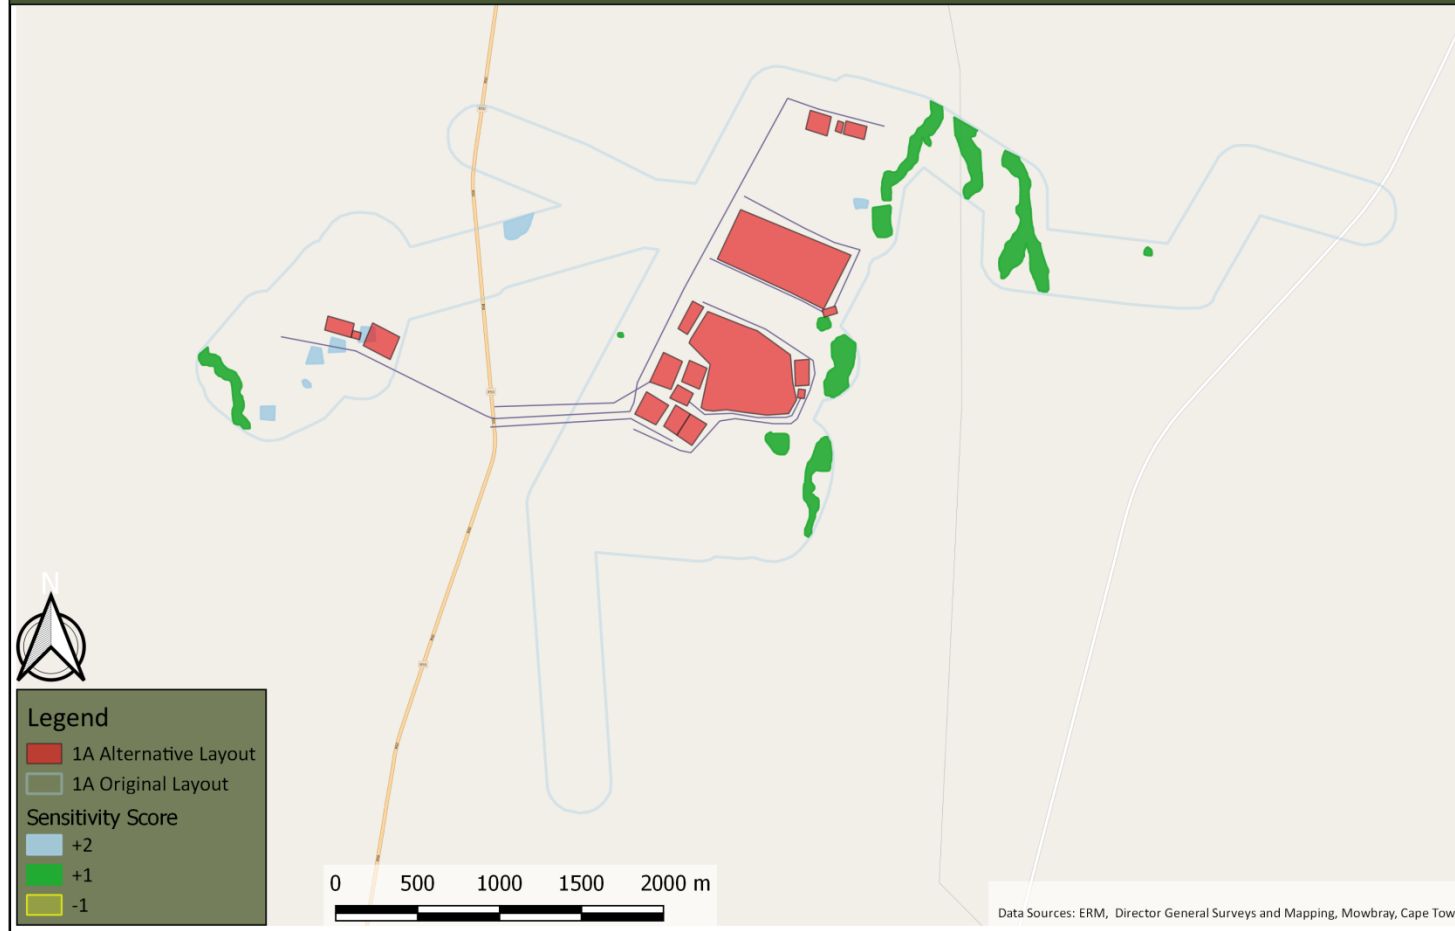 N
Legend
1A Alternative Layout
1A Original Layout
Sensitivity Score
+2
+1
-1
0 500 1000 1500 2000 m
Data Sources: ERM, Director General Surveys and Mapping, Mowbray, Cape Tow